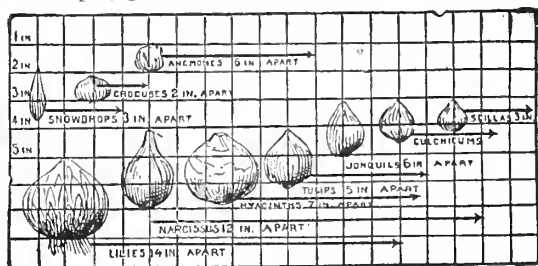 1 IN
2 IN
ANEMONES 6 IN APART
3 IN
CROCUSES 2 IN. APART
4 IN
SNOWDROPS 3 IN. APART
SCILLAS 3 IN
CULCHICUMS
5 IN
JONQUILS 6 IN APART
TULIPS 5 IN APART
HYACINTHS 7 IN. APART
NARCISSUS 12 IN. APART
LILIES 14 IN. APART